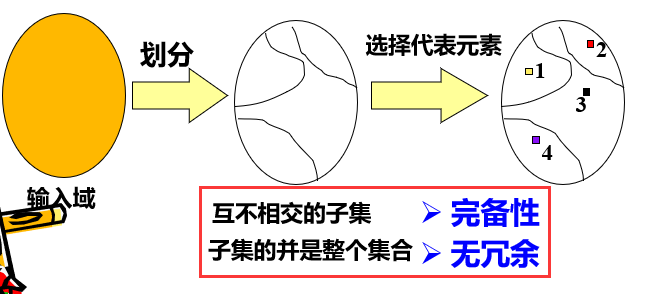 划分
选择代表元素
1
2
3
4
输入域
互不相交的子集
➢ 完备性
子集的并是整个集合
➢ 无冗余